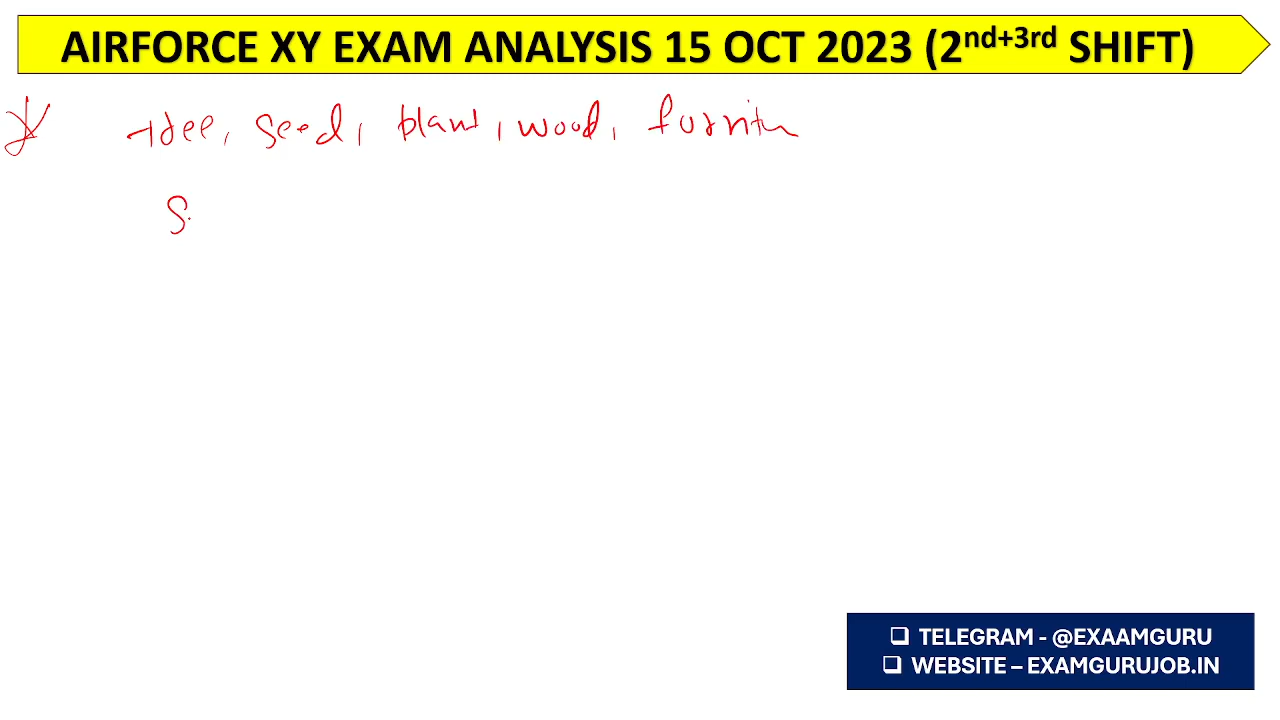 AIRFORCE XY EXAM ANALYSIS 15 OCT 2023 (2nd+3rd SHIFT)
tree, seed, plant, wood, furnitu
S
TELEGRAM - @EXAAMGURU
WEBSITE – EXAMGURUJOB.IN